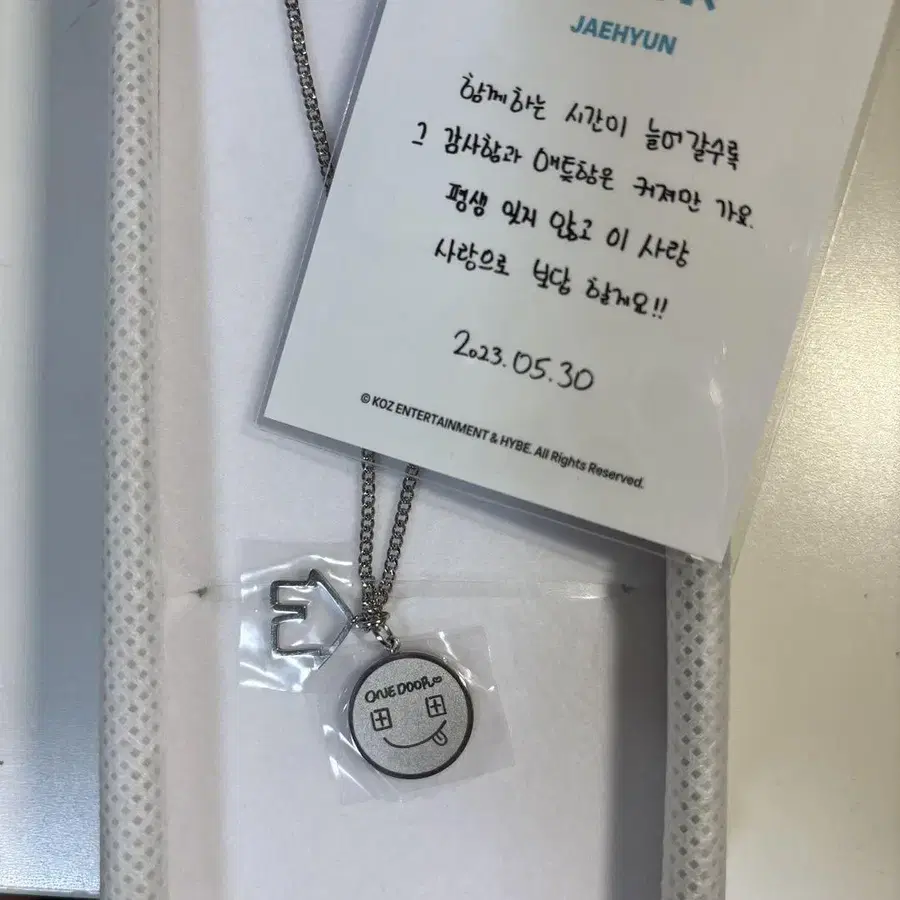 JAEHYUN
함께하는 시간이 늘어갈수록
그 감사함과 애틋함은 커져만 가요.
평생 잊지 않고 이 사랑
사랑으로 보답 할게요!!
2023.05.30
© KOZ ENTERTAINMENT & HYBE. All Rights Reserved.
ONE DOOR